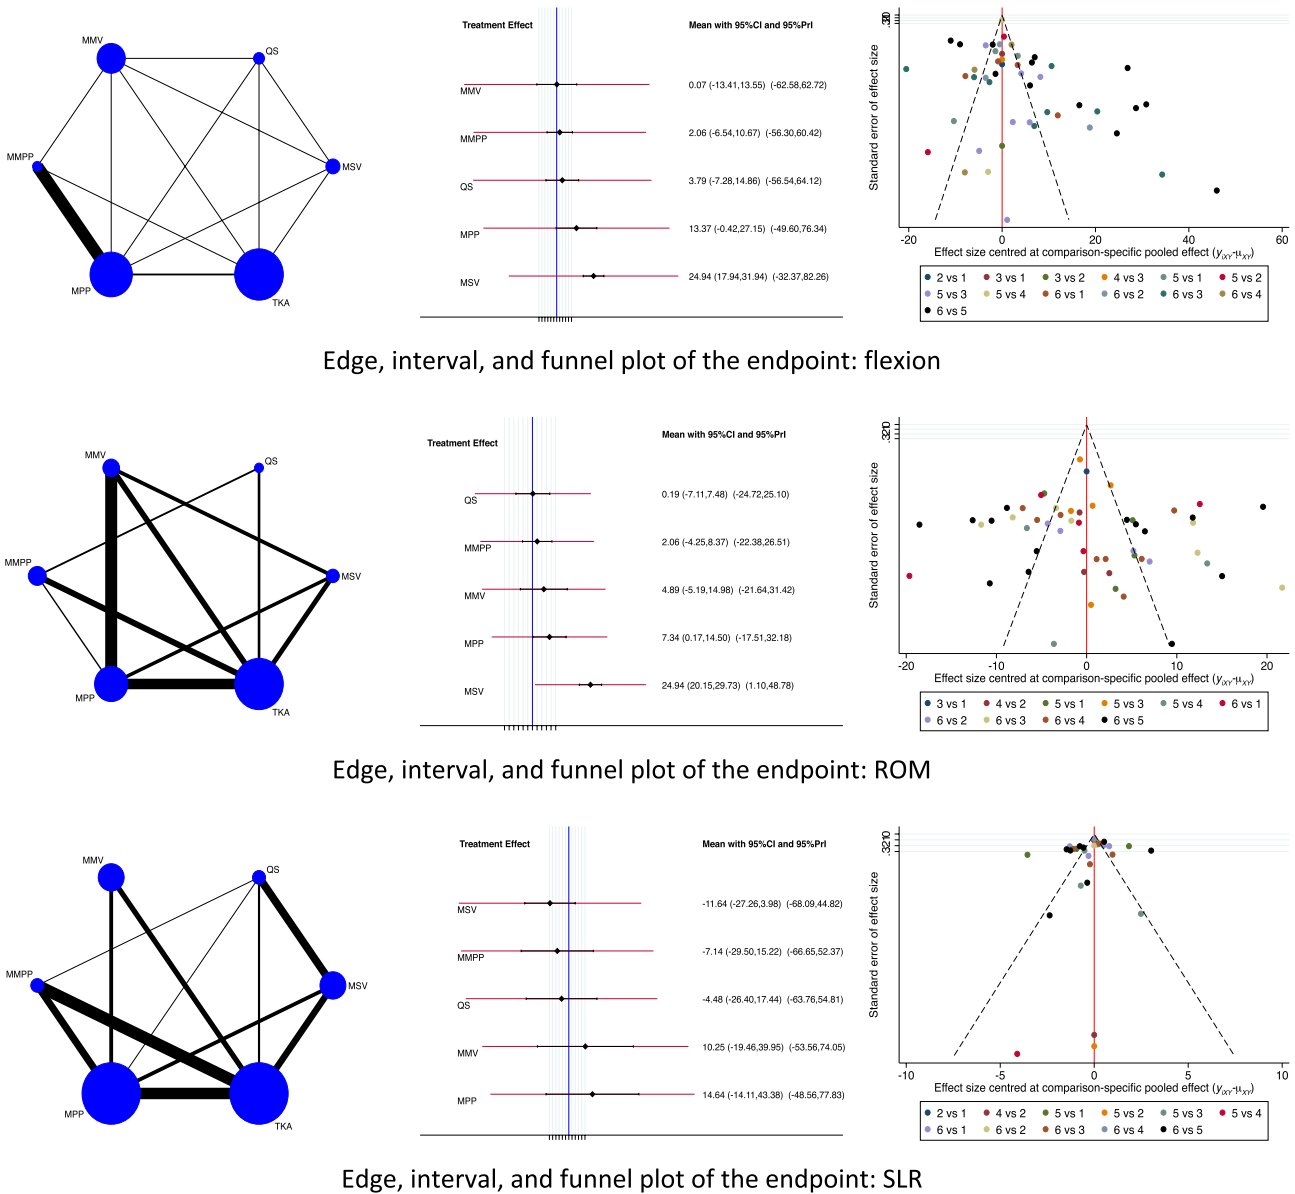 MMV
QS
MMPP
MSV
MPP
TKA
Treatment Effect
Mean with 95%CI and 95%PrI
MMV
0.07 (-13.41,13.55) (-62.58,62.72)
MMPP
2.06 (-6.54,10.67) (-56.30,60.42)
QS
3.79 (-7.28,14.86) (-56.54,64.12)
MPP
13.37 (-0.42,27.15) (-49.60,76.34)
MSV
24.94 (17.94,31.94) (-32.37,82.26)
Standard error of effect size
-20 0 20 40 60
Effect size centred at comparison-specific pooled effect (yiXY-μXY)
2 vs 1 3 vs 1 3 vs 2 4 vs 3 5 vs 1 5 vs 2
5 vs 3 5 vs 4 6 vs 1 6 vs 2 6 vs 3 6 vs 4
6 vs 5
Edge, interval, and funnel plot of the endpoint: flexion
MMV
QS
MMPP
MSV
MPP
TKA
Treatment Effect
Mean with 95%CI and 95%PrI
QS
0.19 (-7.11,7.48) (-24.72,25.10)
MMPP
2.06 (-4.25,8.37) (-22.38,26.51)
MMV
4.89 (-5.19,14.98) (-21.64,31.42)
MPP
7.34 (0.17,14.50) (-17.51,32.18)
MSV
24.94 (20.15,29.73) (1.10,48.78)
Standard error of effect size
-20 -10 0 10 20
Effect size centred at comparison-specific pooled effect (yiXY-μXY)
3 vs 1 4 vs 2 5 vs 1 5 vs 3 5 vs 4 6 vs 1
6 vs 2 6 vs 3 6 vs 4 6 vs 5
Edge, interval, and funnel plot of the endpoint: ROM
MMV
QS
MMPP
MSV
MPP
TKA
Treatment Effect
Mean with 95%CI and 95%PrI
MSV
-11.64 (-27.26,3.98) (-68.09,44.82)
MMPP
-7.14 (-29.50,15.22) (-66.65,52.37)
QS
-4.48 (-26.40,17.44) (-63.76,54.81)
MMV
10.25 (-19.46,39.95) (-53.56,74.05)
MPP
14.64 (-14.11,43.38) (-48.56,77.83)
Standard error of effect size
-10 -5 0 5 10
Effect size centred at comparison-specific pooled effect (yiXY-μXY)
2 vs 1 4 vs 2 5 vs 1 5 vs 2 5 vs 3 5 vs 4
6 vs 1 6 vs 2 6 vs 3 6 vs 4 6 vs 5
Edge, interval, and funnel plot of the endpoint: SLR